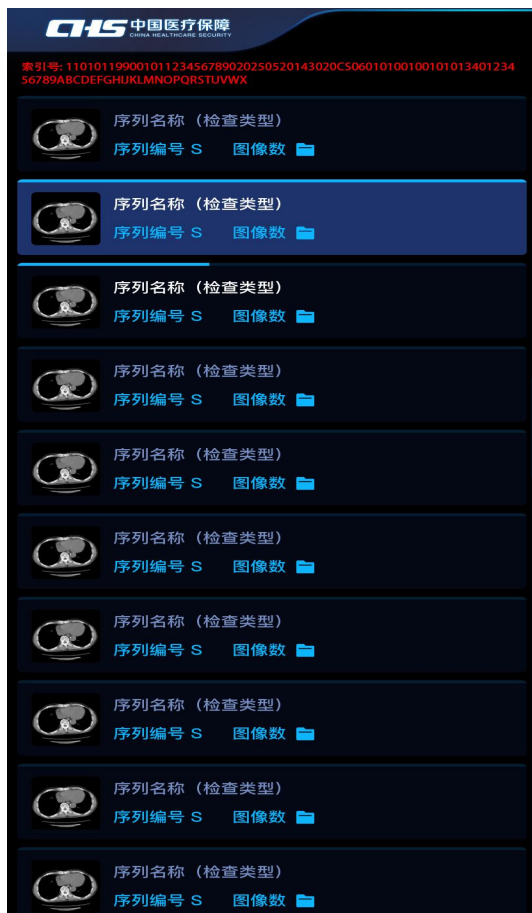 CHS 中国医疗保障
CHINA HEALTHCARE SECURITY
索引号: 11010119900101123456789020250520143020CS06010100100101013401234
56789ABCDEFGHIJKLMNOPQRSTUVWX
序列名称（检查类型）
序列编号 S 图像数
序列名称（检查类型）
序列编号 S 图像数
序列名称（检查类型）
序列编号 S 图像数
序列名称（检查类型）
序列编号 S 图像数
序列名称（检查类型）
序列编号 S 图像数
序列名称（检查类型）
序列编号 S 图像数
序列名称（检查类型）
序列编号 S 图像数
序列名称（检查类型）
序列编号 S 图像数
序列名称（检查类型）
序列编号 S 图像数
序列名称（检查类型）
序列编号 S 图像数